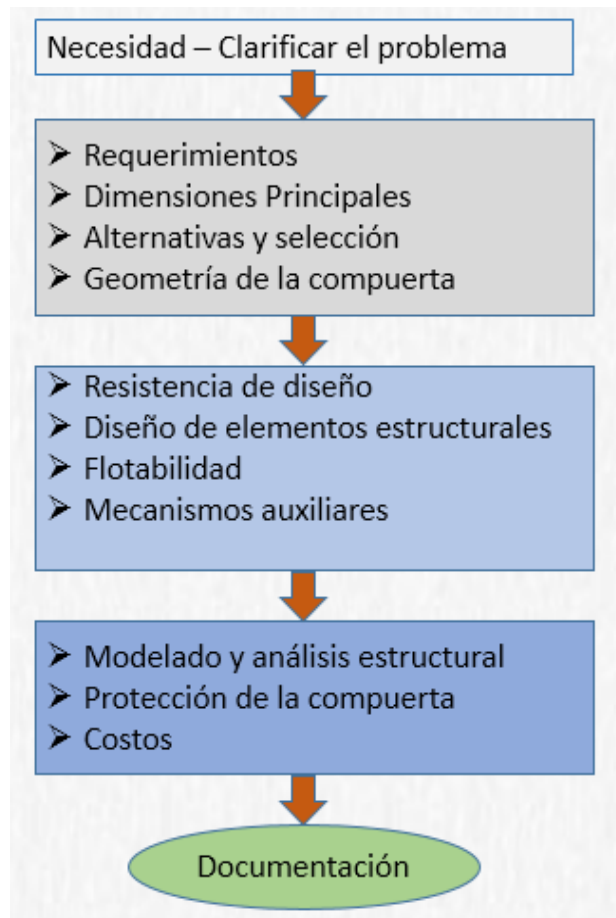 Necesidad – Clarificar el problema
➢ Requerimientos
➢ Dimensiones Principales
➢ Alternativas y selección
➢ Geometría de la compuerta
➢ Resistencia de diseño
➢ Diseño de elementos estructurales
➢ Flotabilidad
➢ Mecanismos auxiliares
➢ Modelado y análisis estructural
➢ Protección de la compuerta
➢ Costos
Documentación